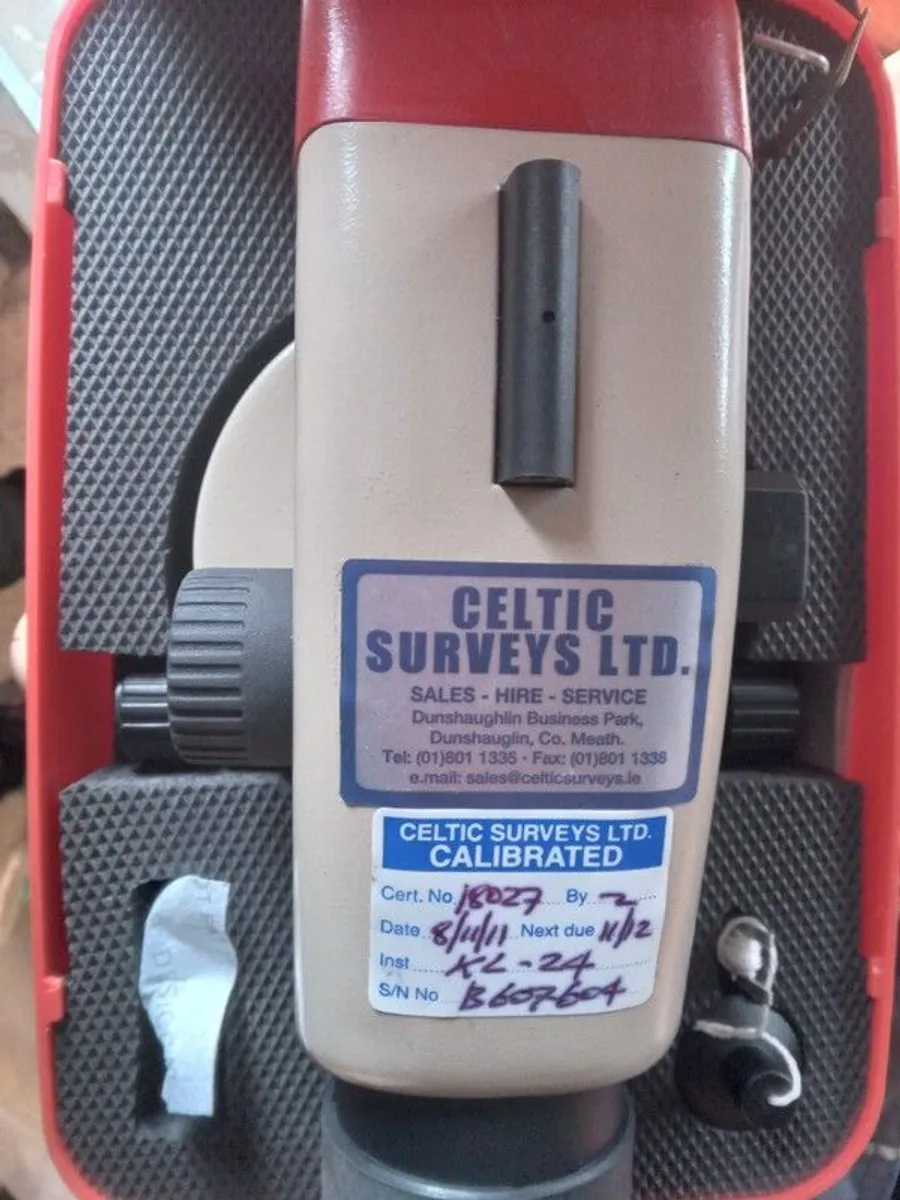 CELTIC
SURVEYS LTD.
SALES - HIRE - SERVICE
Dunshaughlin Business Park,
Dunshauglin, Co. Meath.
Tel: (01)801 1335 · Fax: (01)801 1338
e.mail: sales@celticsurveys.ie
CELTIC SURVEYS LTD.
CALIBRATED
Cert. No 18027 By
Date 8/11/11 Next due 11/12
Inst KL-24
S/N No B607604